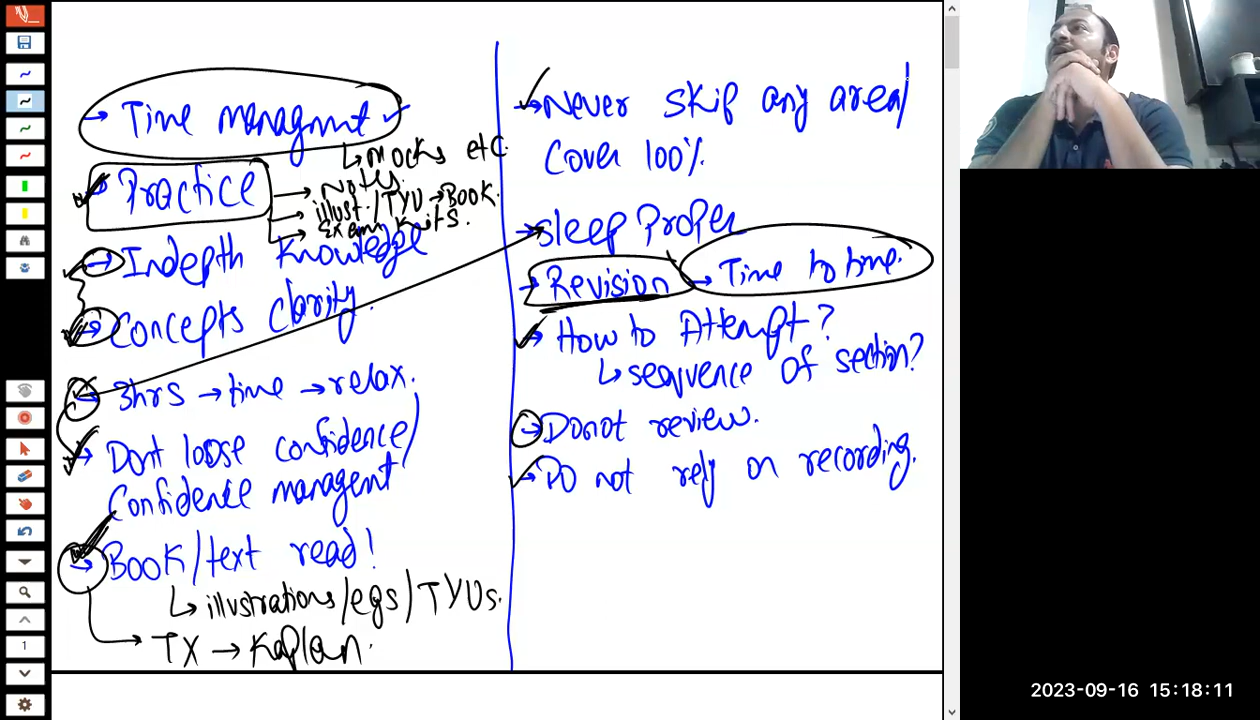 → Time managmnt
↳ mocks etc.
→ Practice
→ Notes.
→ illust./TYU → Book.
→ Exam kits.
→ Indepth knowledge
→ Concepts clarity.
→ 3hrs → time → relax.
→ Dont loose confidence/
Confidence managent
→ Book/text read!
↳ illustrations/egs/TYUs.
→ TX → Kaplan.
→ Never skip any area/
Cover 100%
→ sleep Proper
→ Revision → Time to time.
→ How to Attempt?
↳ sequence of section?
→ Donot review.
→ Do not rely on recording.
1
2023-09-16 15:18:11